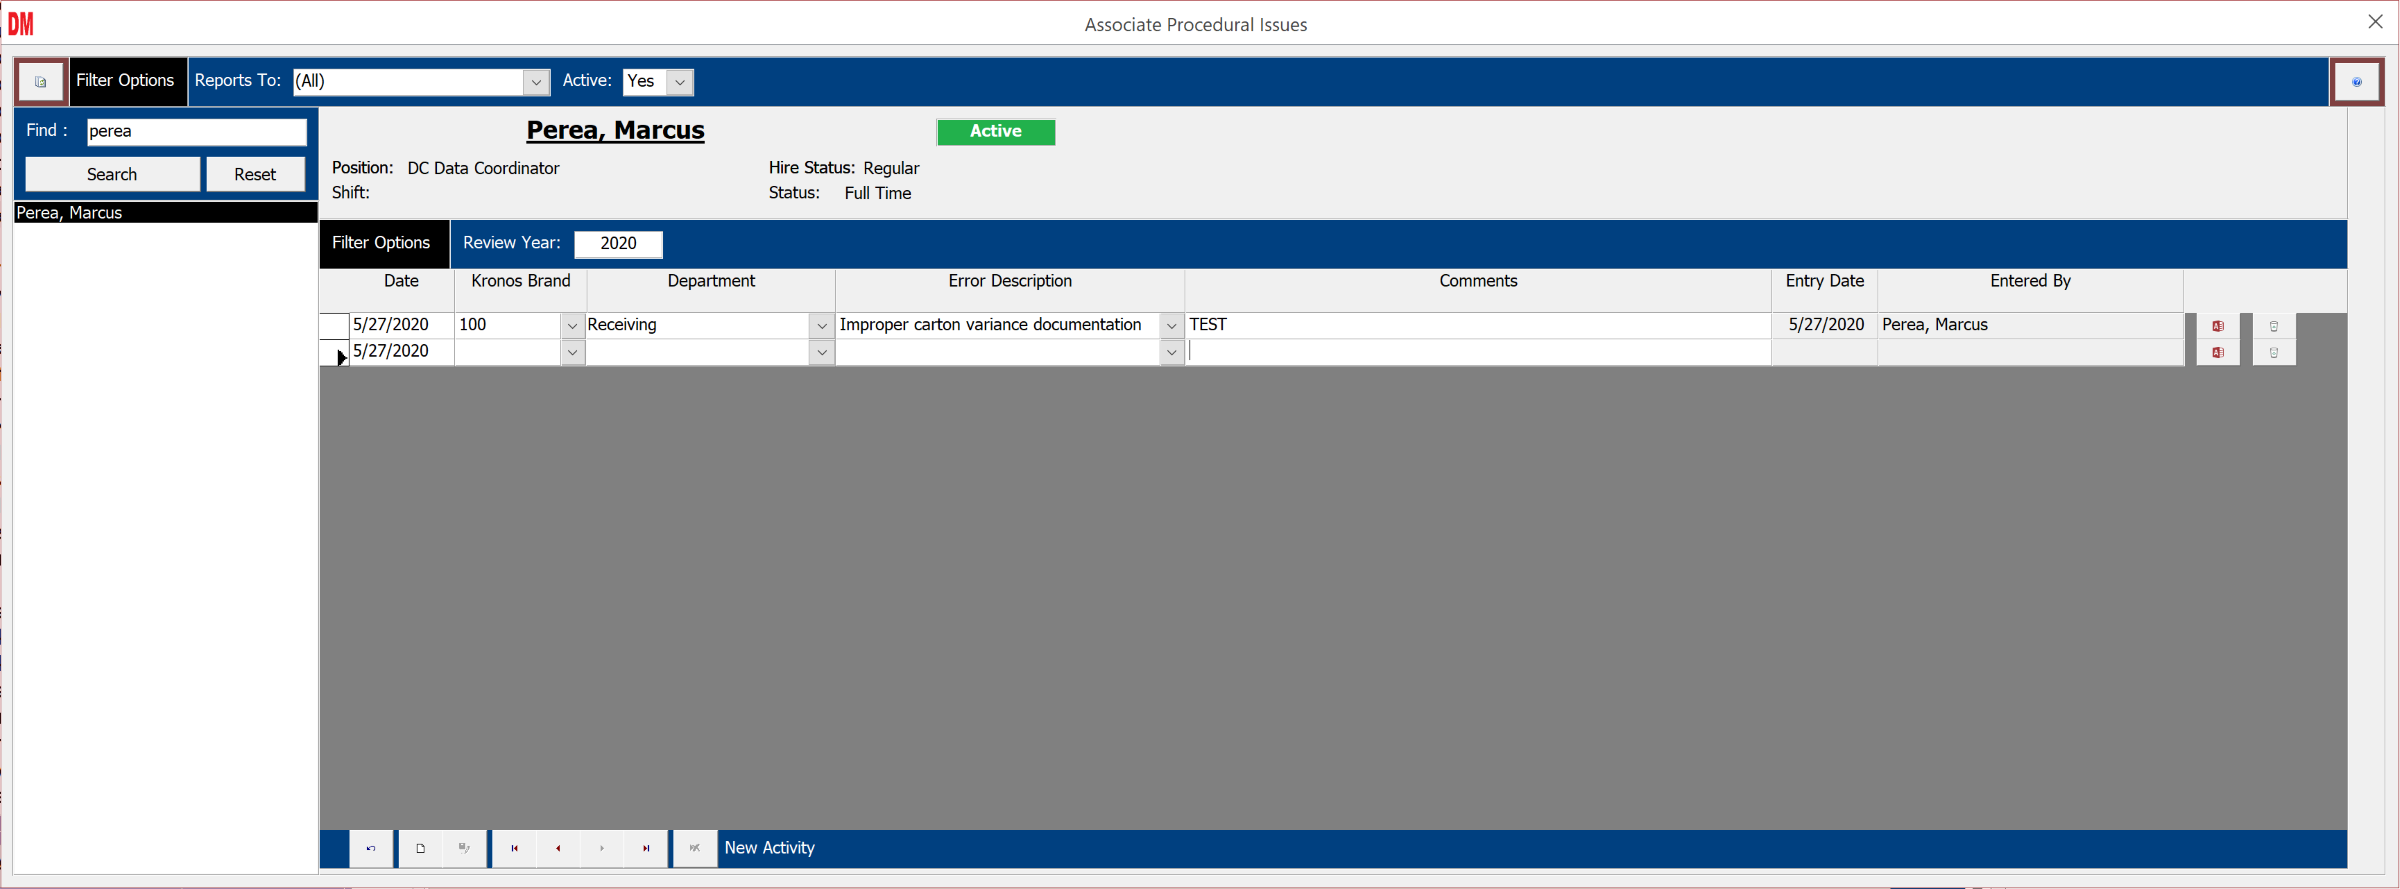 DM
Associate Procedural Issues
Filter Options Reports To: (All) Active: Yes
Find : perea
Search Reset
Perea, Marcus
Perea, Marcus Active
Position: DC Data Coordinator Hire Status: Regular
Shift: Status: Full Time
Filter Options Review Year: 2020
Date Kronos Brand Department Error Description Comments Entry Date Entered By
5/27/2020 100 Receiving Improper carton variance documentation TEST 5/27/2020 Perea, Marcus
5/27/2020
New Activity